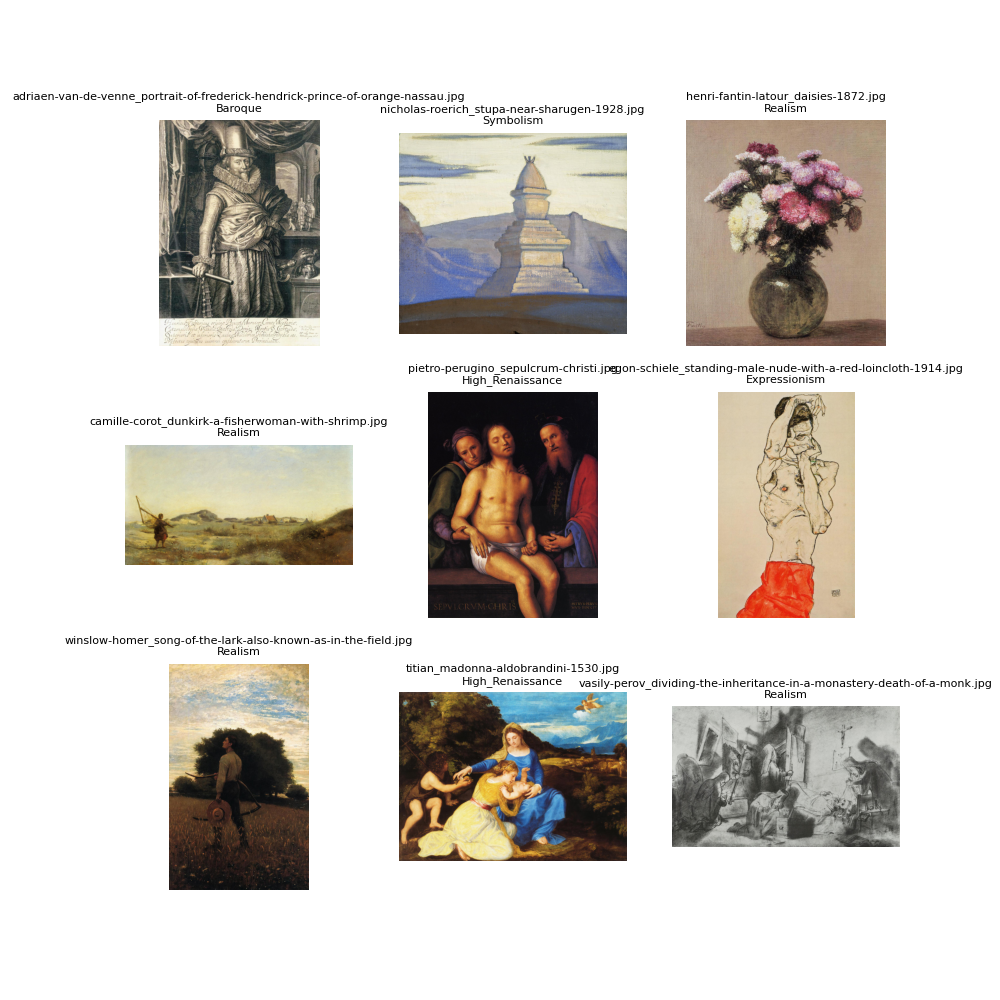 adriaen-van-de-venne_portrait-of-frederick-hendrick-prince-of-orange-nassau.jpg
Baroque
nicholas-roerich_stupa-near-sharugen-1928.jpg
Symbolism
henri-fantin-latour_daisies-1872.jpg
Realism
camille-corot_dunkirk-a-fisherwoman-with-shrimp.jpg
Realism
pietro-perugino_sepulcrum-christi.jpg
High_Renaissance
egon-schiele_standing-male-nude-with-a-red-loincloth-1914.jpg
Expressionism
SEPVLCRVM CHRISTI
winslow-homer_song-of-the-lark-also-known-as-in-the-field.jpg
Realism
titian_madonna-aldobrandini-1530.jpg
High_Renaissance
vasily-perov_dividing-the-inheritance-in-a-monastery-death-of-a-monk.jpg
Realism